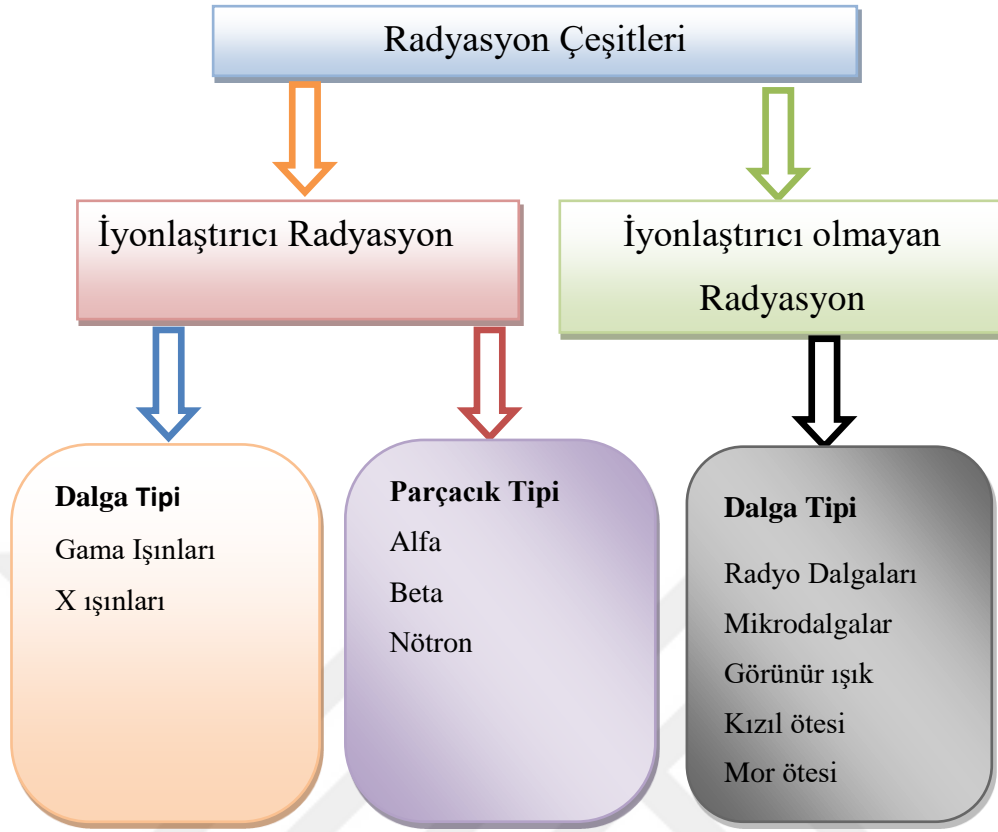 Radyasyon Çeşitleri
İyonlaştırıcı Radyasyon
İyonlaştırıcı olmayan
Radyasyon
Dalga Tipi
Gama Işınları
X ışınları
Parçacık Tipi
Alfa
Beta
Nötron
Dalga Tipi
Radyo Dalgaları
Mikrodalgalar
Görünür ışık
Kızıl ötesi
Mor ötesi